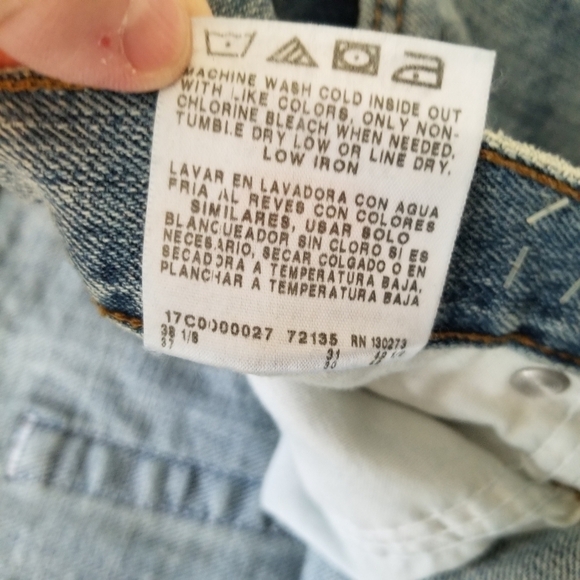 MACHINE WASH COLD INSIDE OUT
WITH LIKE COLORS, ONLY NON-
CHLORINE BLEACH WHEN NEEDED,
TUMBLE DRY LOW OR LINE DRY,
LOW IRON
LAVAR EN LAVADORA CON AGUA
FRIA AL REVES CON COLORES
SIMILARES, USAR SOLO
BLANQUEADOR SIN CLORO SI ES
NECESARIO, SECAR COLGADO O EN
SECADORA A TEMPERATURA BAJA,
PLANCHAR A TEMPERATURA BAJA
17C0000027 72135 RN 130273
38 1/8 31
37 30